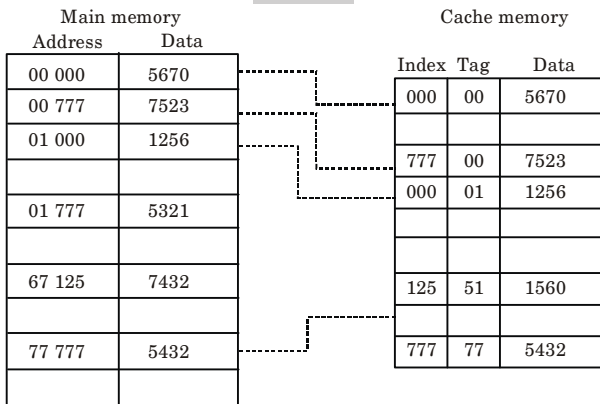 Main memory
Address Data
00 000 5670
00 777 7523
01 000 1256
01 777 5321
67 125 7432
77 777 5432
Cache memory
Index Tag Data
000 00 5670
777 00 7523
000 01 1256
125 51 1560
777 77 5432